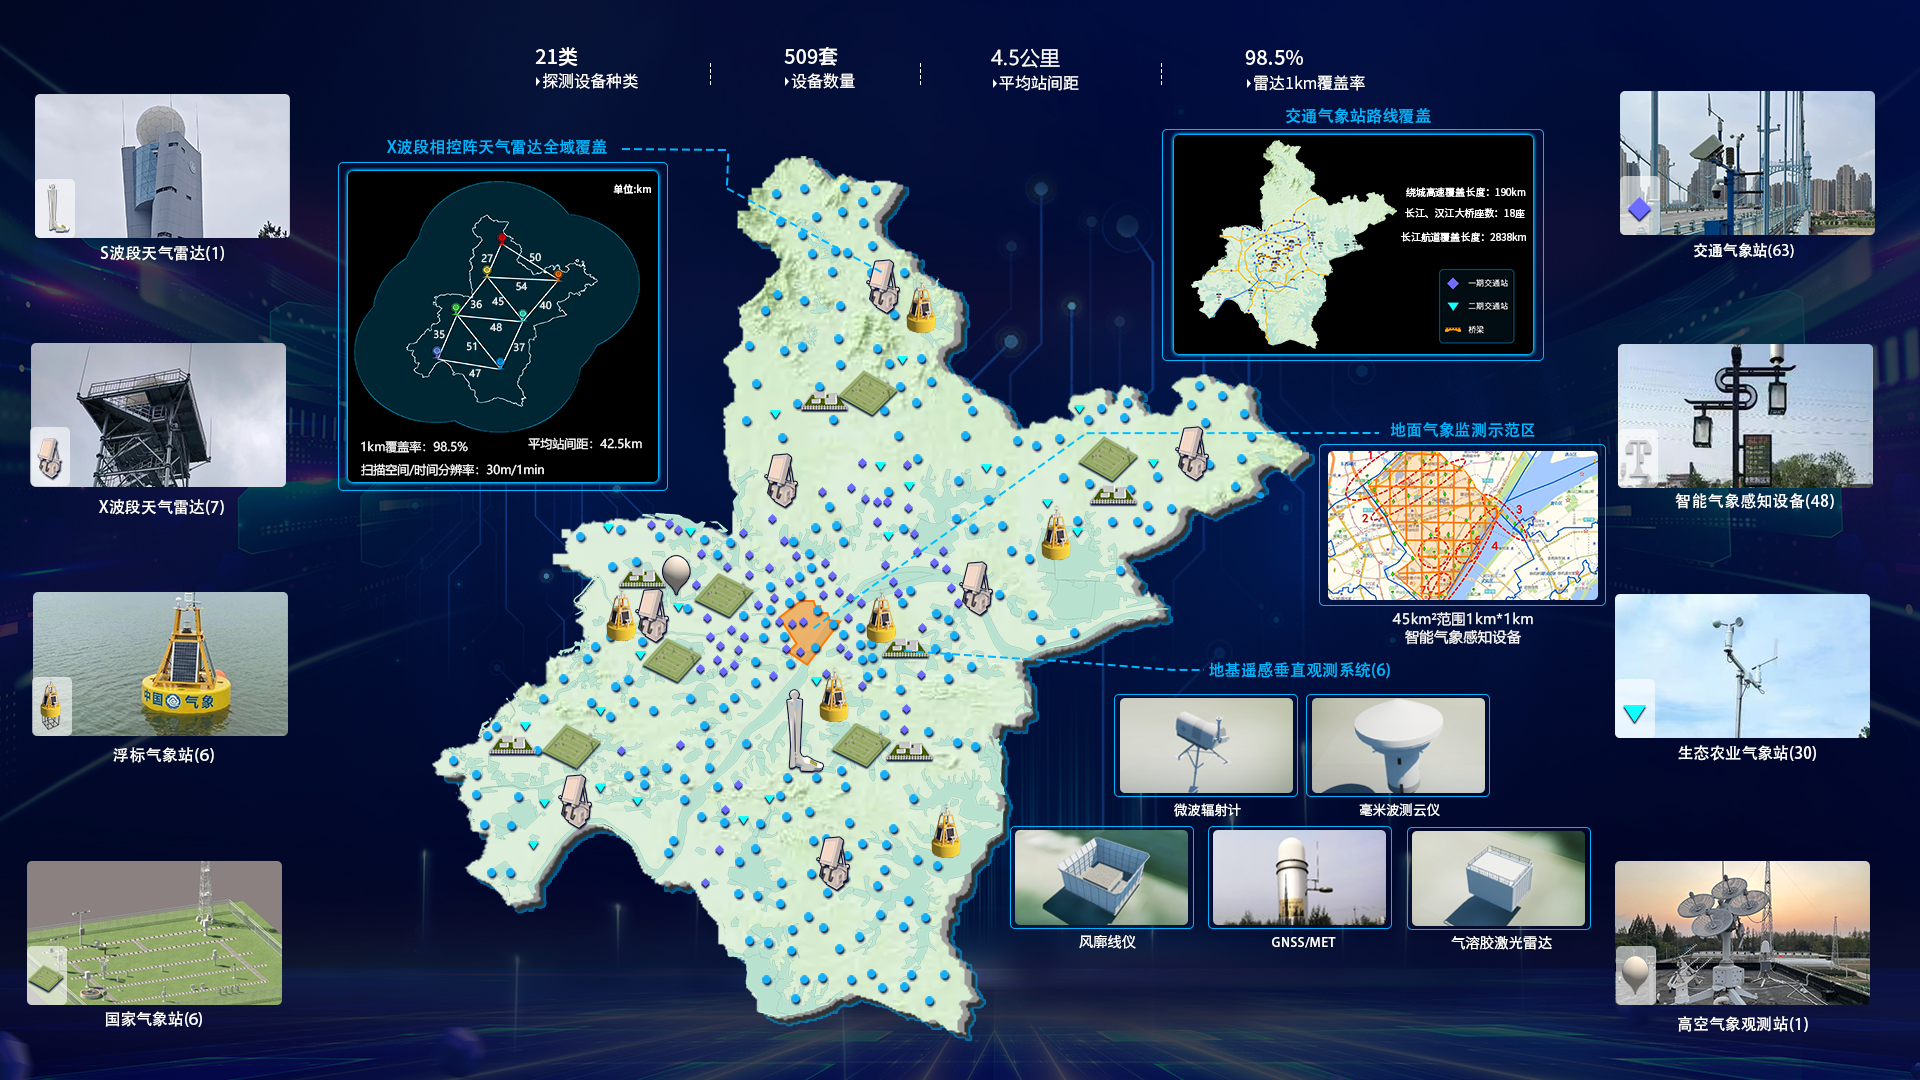 21类
探测设备种类
509套
设备数量
4.5公里
平均站间距
98.5%
雷达1km覆盖率
S波段天气雷达(1)
X波段天气雷达(7)
中国气象
浮标气象站(6)
国家气象站(6)
X波段相控阵天气雷达全域覆盖
单位:km
27
50
54
36
45
40
48
35
51
37
47
1km覆盖率：98.5%
平均站间距：42.5km
扫描空间/时间分辨率：30m/1min
交通气象站路线覆盖
绕城高速覆盖长度：190km
长江、汉江大桥座数：18座
长江航道覆盖长度：2838km
一期交通站
二期交通站
桥梁
地面气象监测示范区
1
2
3
4
5
45km²范围1km*1km
智能气象感知设备
地基遥感垂直观测系统(6)
微波辐射计
毫米波测云仪
风廓线仪
GNSS/MET
气溶胶激光雷达
交通气象站(63)
智能气象感知设备(48)
生态农业气象站(30)
高空气象观测站(1)